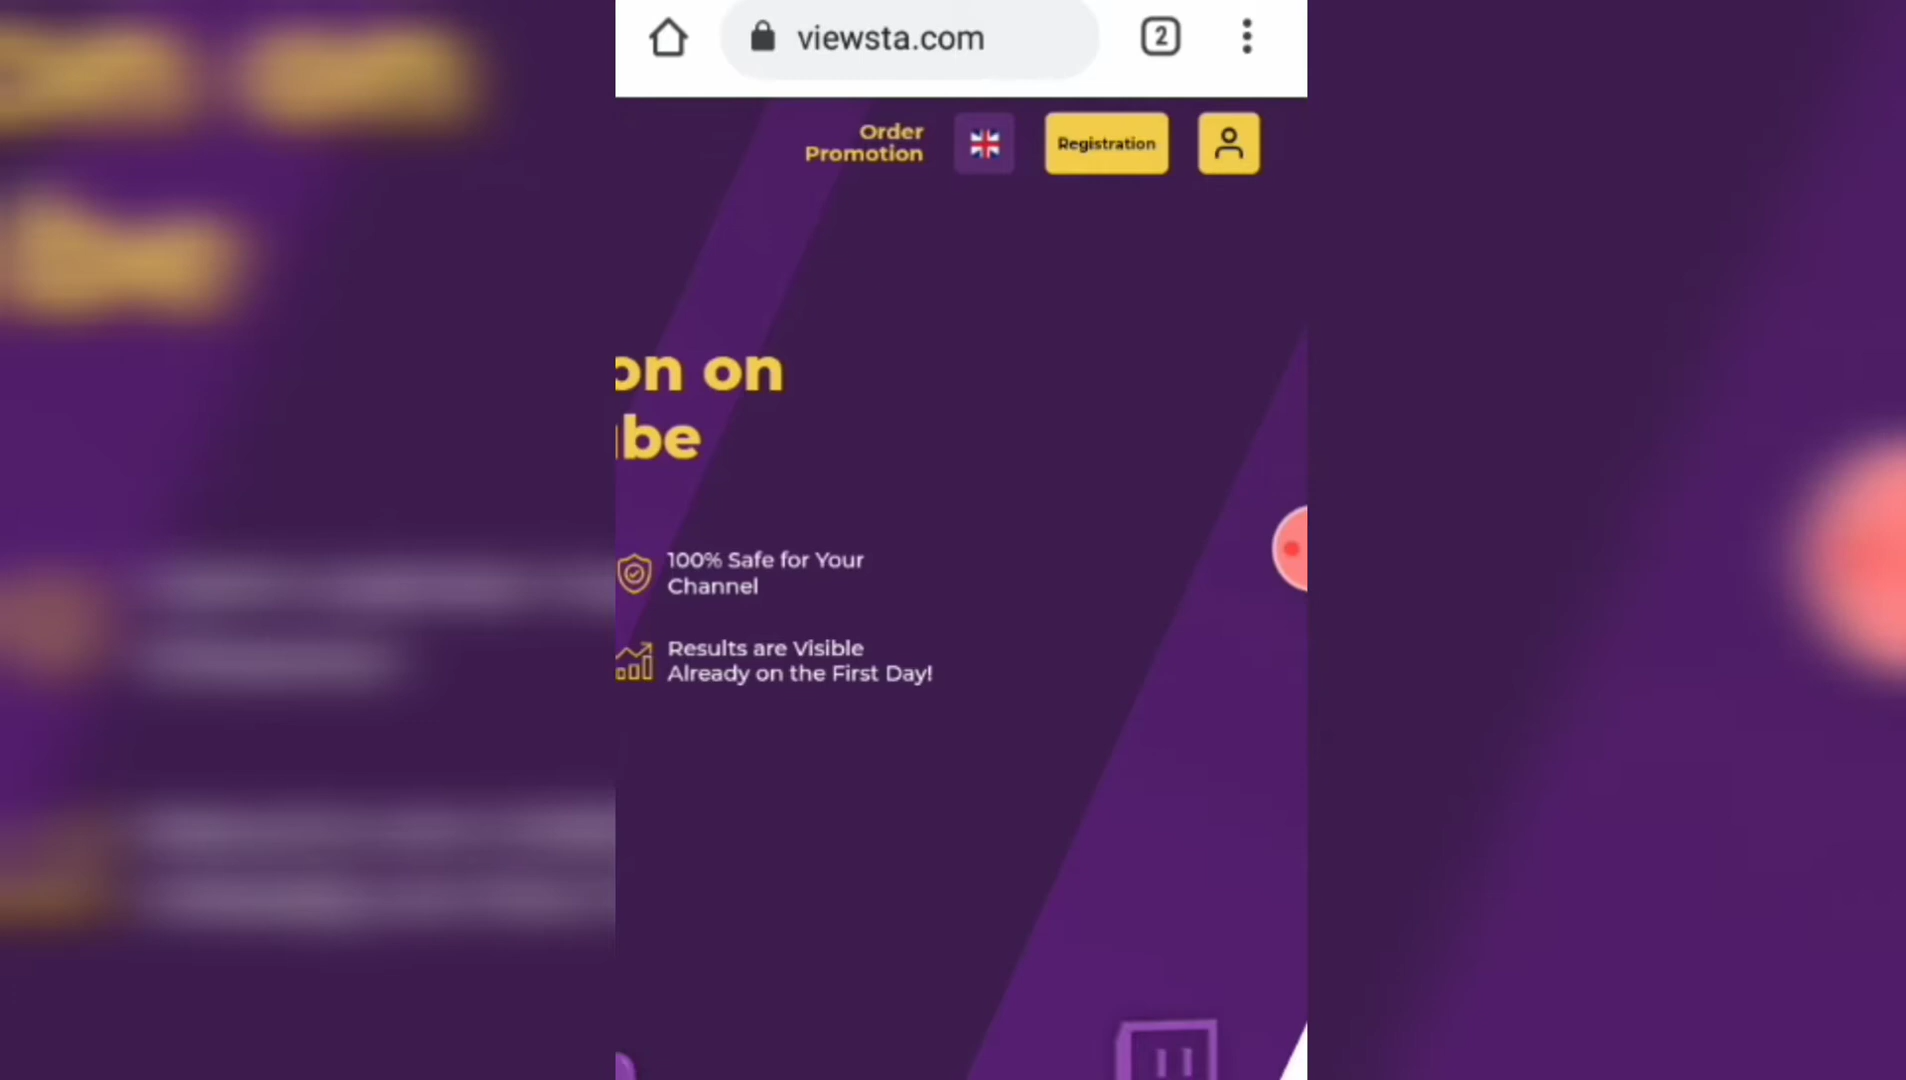 viewsta.com
2
Order
Promotion
Registration
on on
be
100% Safe for Your
Channel
Results are Visible
Already on the First Day!